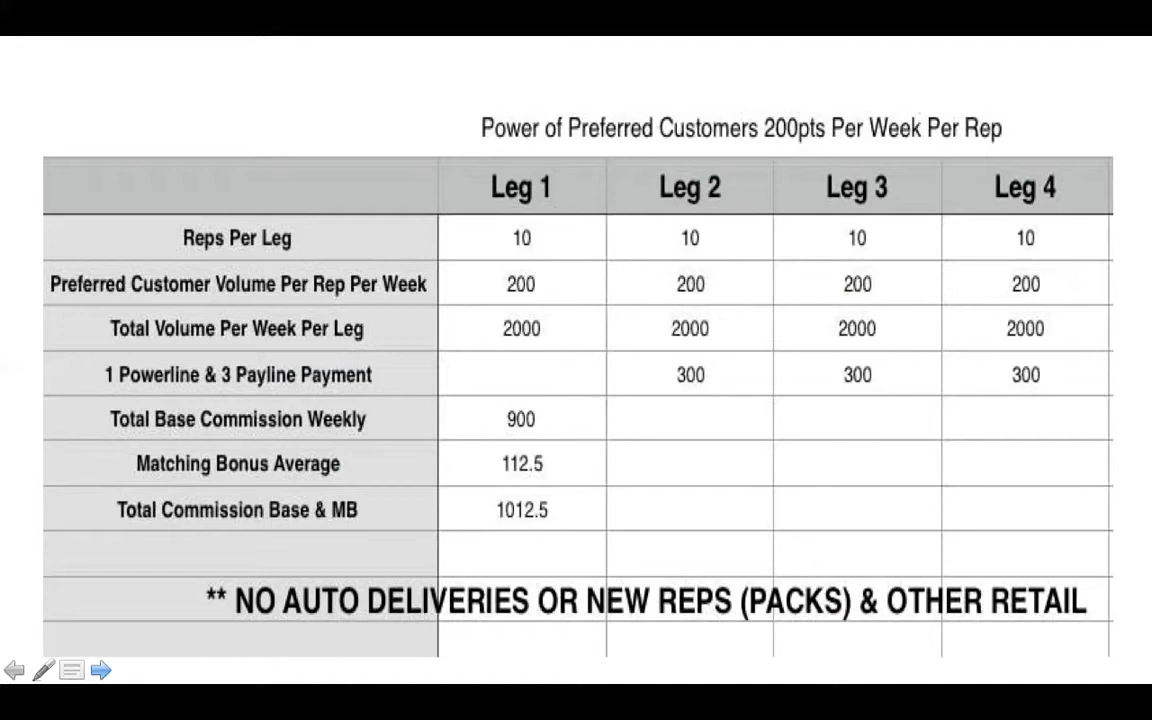 Power of Preferred Customers 200pts Per Week Per Rep
Leg 1 Leg 2 Leg 3 Leg 4
Reps Per Leg 10 10 10 10
Preferred Customer Volume Per Rep Per Week 200 200 200 200
Total Volume Per Week Per Leg 2000 2000 2000 2000
1 Powerline & 3 Payline Payment 300 300 300
Total Base Commission Weekly 900
Matching Bonus Average 112.5
Total Commission Base & MB 1012.5
** NO AUTO DELIVERIES OR NEW REPS (PACKS) & OTHER RETAIL